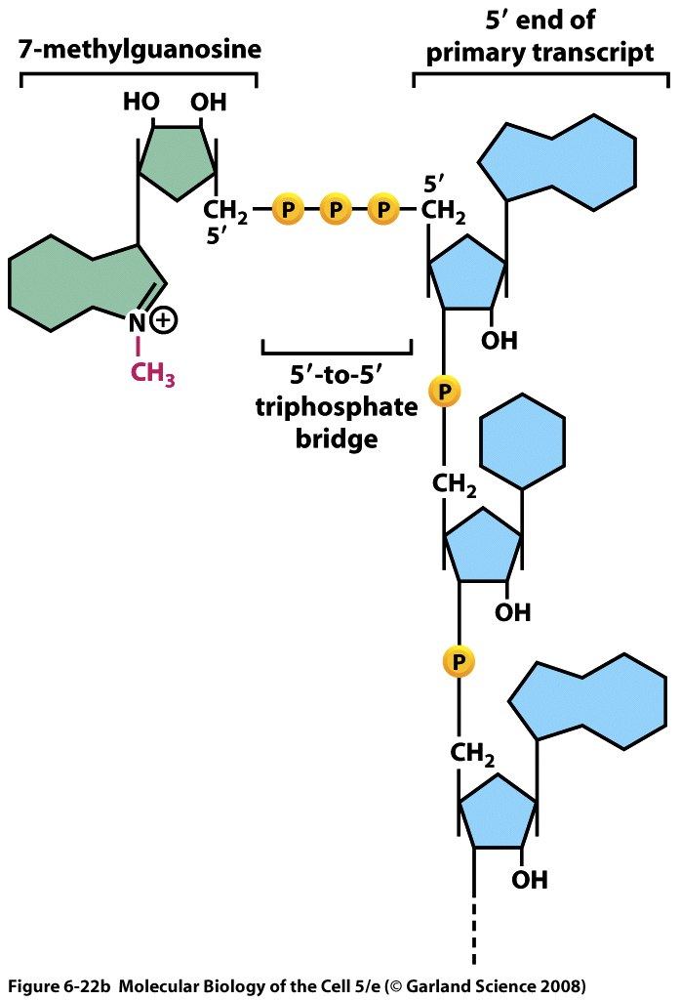 7-methylguanosine
5′ end of
primary transcript
HO OH
5′
CH2 P P P CH2
5′
OH
N +
CH3
5′-to-5′
triphosphate
bridge
P
CH2
OH
P
CH2
OH
Figure 6-22b Molecular Biology of the Cell 5/e (© Garland Science 2008)